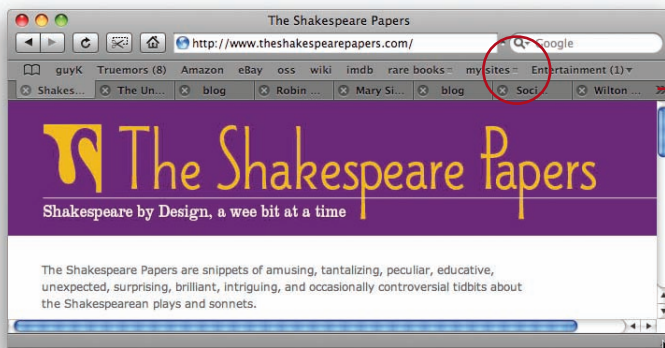 The Shakespeare Papers
http://www.theshakespearepapers.com/ Google
guyK Truemors (8) Amazon eBay oss wiki imdb rare books my sites Entertainment (1)
Shakes... The Un... blog Robin ... Mary Si... blog Soci... Wilton ...
The Shakespeare Papers
Shakespeare by Design, a wee bit at a time
The Shakespeare Papers are snippets of amusing, tantalizing, peculiar, educative,
unexpected, surprising, brilliant, intriguing, and occasionally controversial tidbits about
the Shakespearean plays and sonnets.